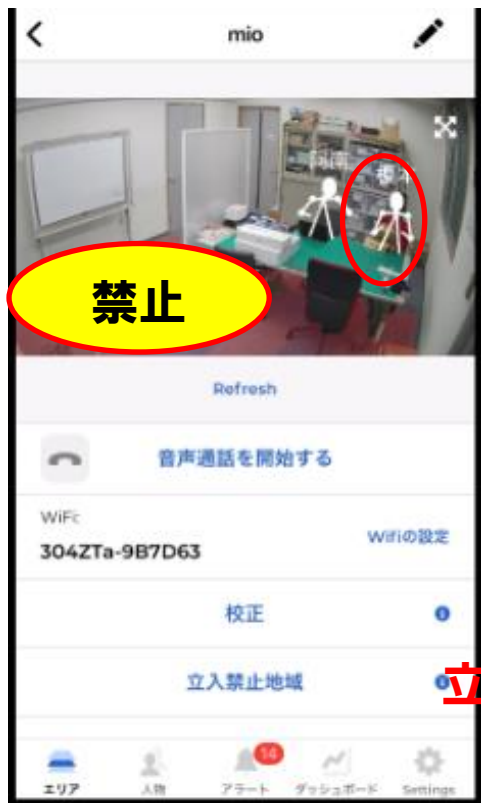 mio
禁止
Refresh
音声通話を開始する
WiFi
304ZTa-9B7D63
Wifiの設定
校正
立入禁止地域
立
14
エリア
人物
アラート
ダッシュボード
Settings